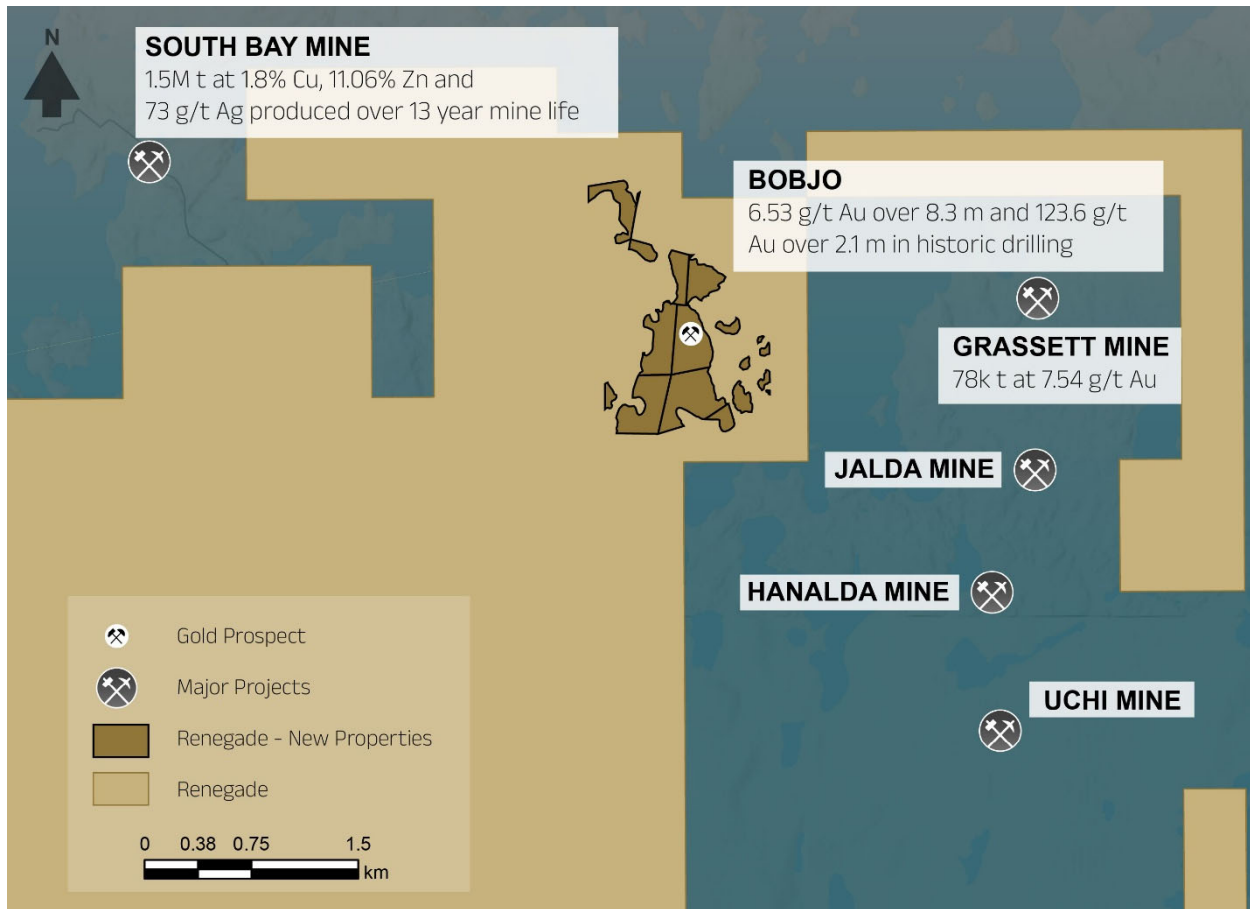 N
SOUTH BAY MINE
1.5M t at 1.8% Cu, 11.06% Zn and
73 g/t Ag produced over 13 year mine life
BOBJO
6.53 g/t Au over 8.3 m and 123.6 g/t
Au over 2.1 m in historic drilling
GRASSETT MINE
78k t at 7.54 g/t Au
JALDA MINE
HANALDA MINE
UCHI MINE
Gold Prospect
Major Projects
Renegade - New Properties
Renegade
0 0.38 0.75 1.5
km